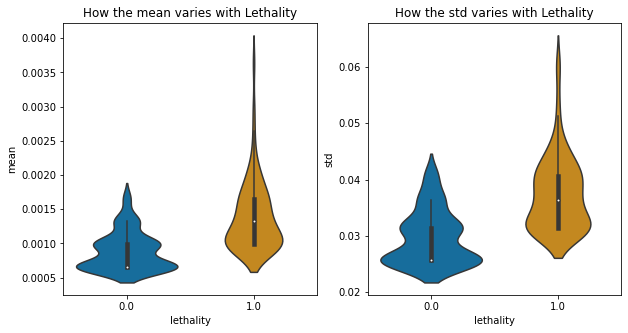 How the mean varies with Lethality
0.0040
0.0035
0.0030
0.0025
0.0020
0.0015
0.0010
0.0005
mean
0.0
1.0
lethality
How the std varies with Lethality
0.06
0.05
0.04
0.03
0.02
std
0.0
1.0
lethality